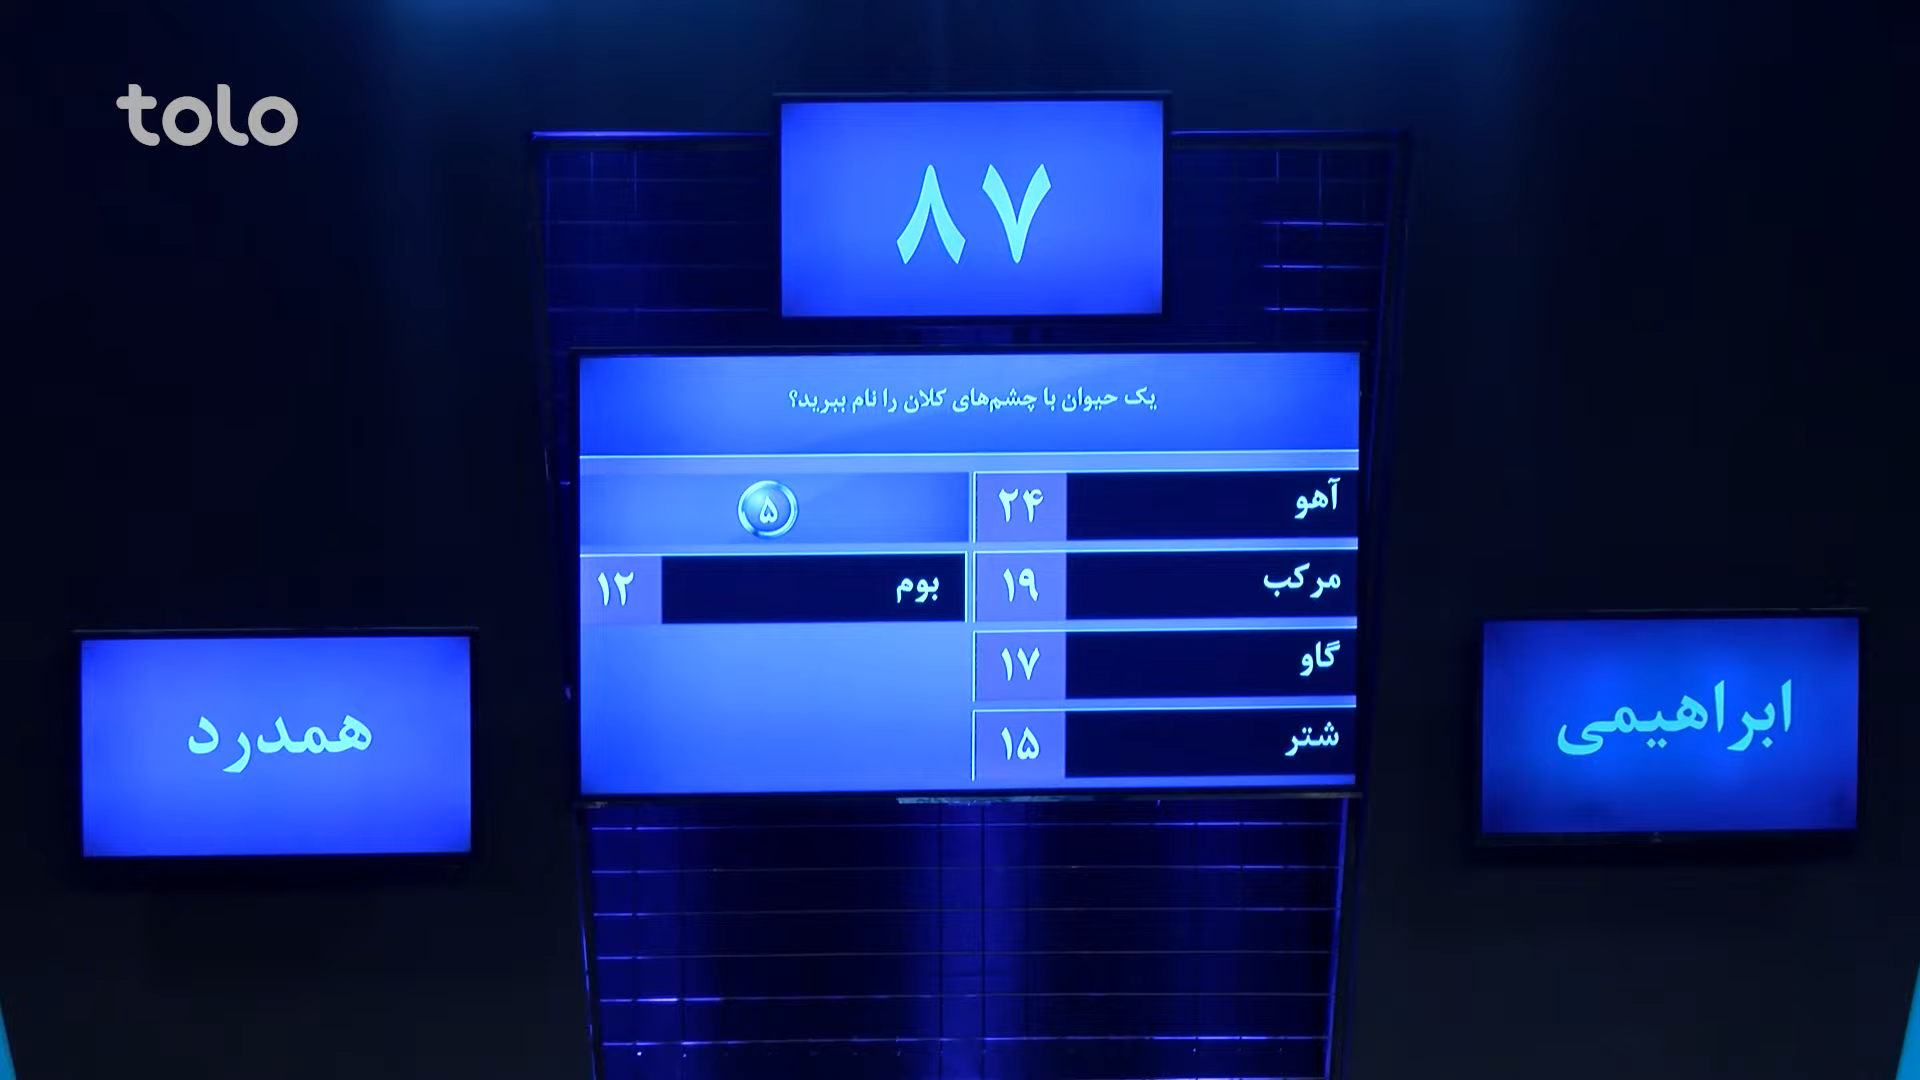 tolo
۸۷
یک حیوان با چشم‌های کلان را نام ببرید؟
آهو ۲۴
مرکب ۱۹
گاو ۱۷
شتر ۱۵
۵
بوم ۱۲
ابراهیمی
همدرد